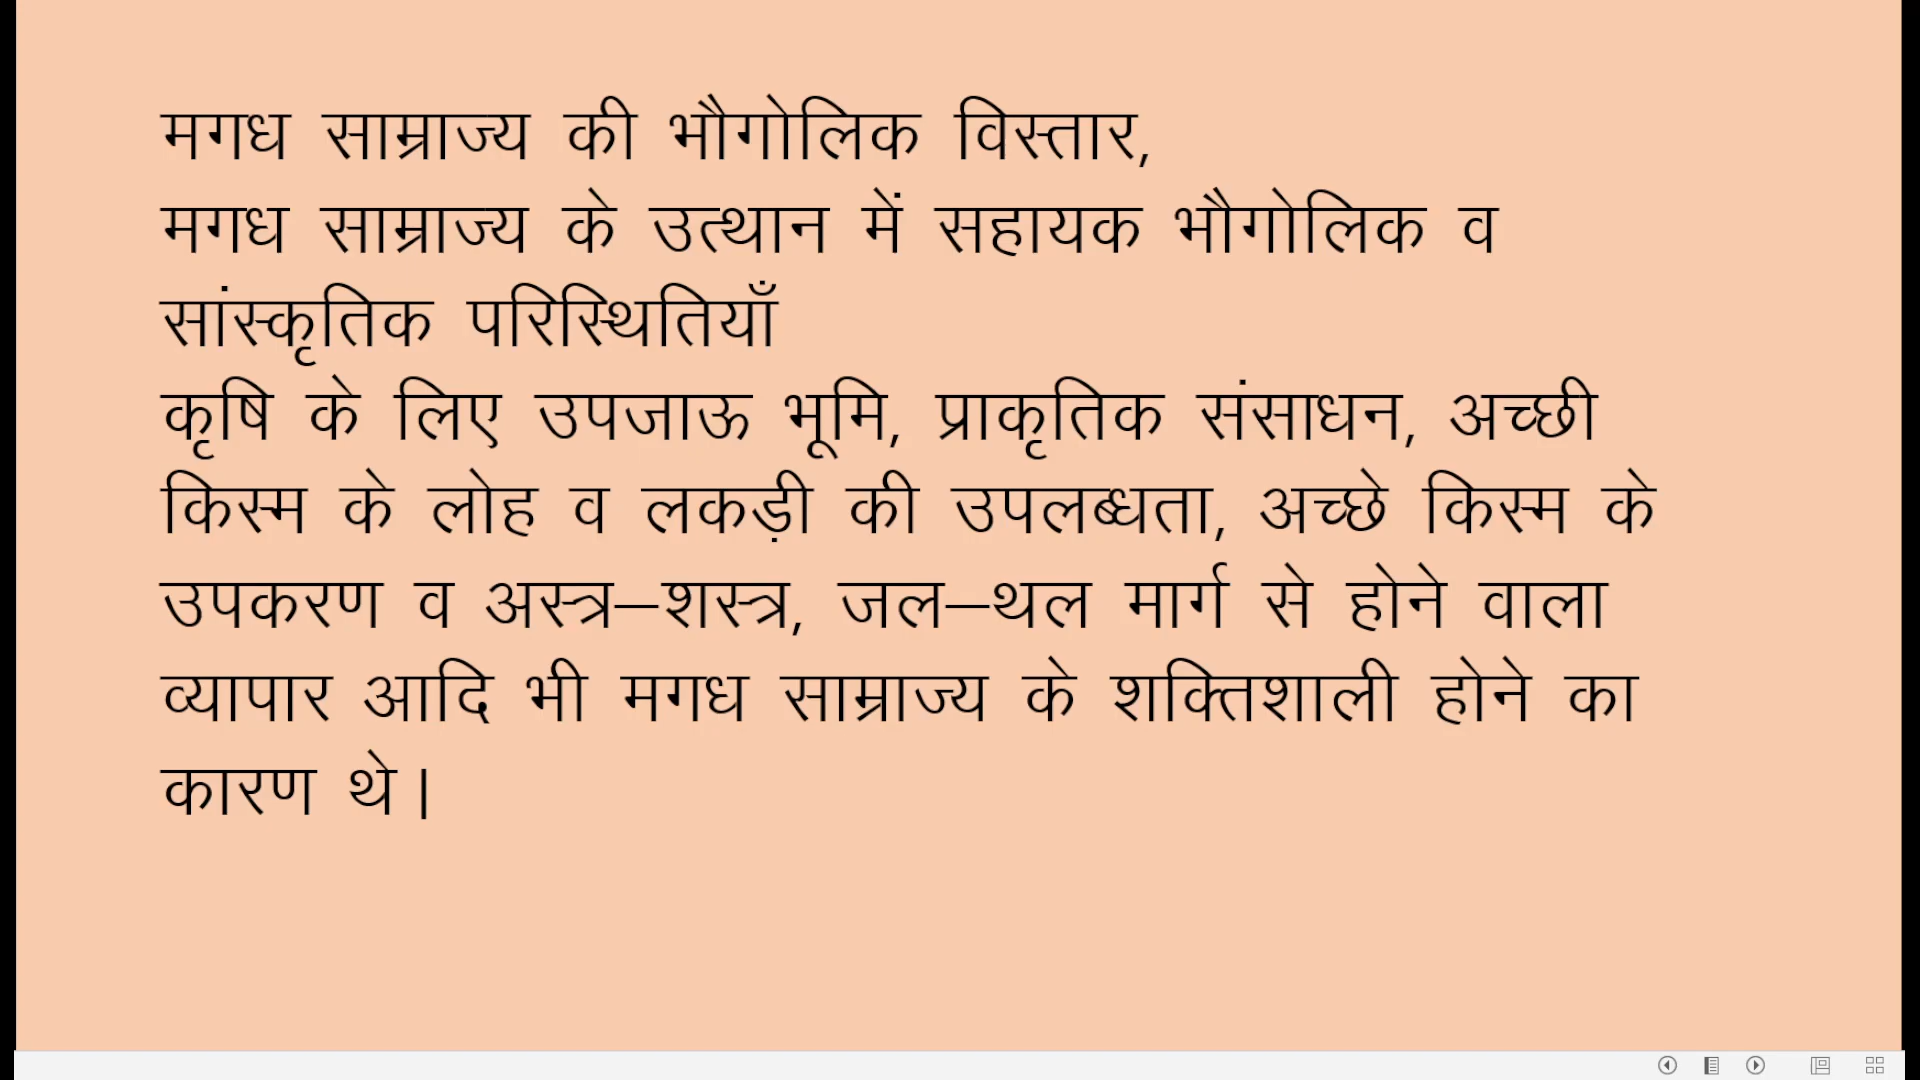 मगध साम्राज्य की भौगोलिक विस्तार,
मगध साम्राज्य के उत्थान में सहायक भौगोलिक व
सांस्कृतिक परिस्थितियाँ
कृषि के लिए उपजाऊ भूमि, प्राकृतिक संसाधन, अच्छी
किस्म के लोह व लकड़ी की उपलब्धता, अच्छे किस्म के
उपकरण व अस्त्र–शस्त्र, जल–थल मार्ग से होने वाला
व्यापार आदि भी मगध साम्राज्य के शक्तिशाली होने का
कारण थे।